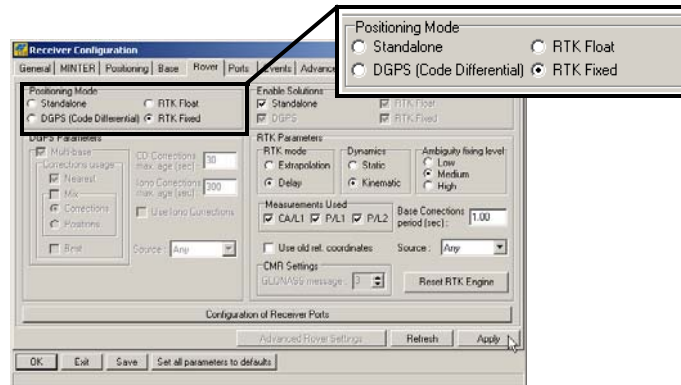 Positioning Mode
Standalone RTK Float
DGPS (Code Differential) RTK Fixed
Receiver Configuration
General MINTER Positioning Base Rover Ports Events Advance
Positioning Mode
Standalone RTK Float
DGPS (Code Differential) RTK Fixed
Enable Solutions
Standalone RTK Float
DGPS RTK Fixed
DGPS Parameters
Multi-base
Corrections usage
Nearest
Mix
Corrections
Positions
Best
CD Corrections max. age (sec): 30
Iono Corrections max. age (sec): 300
Use Iono Corrections
Source: Any
RTK Parameters
RTK mode
Extrapolation
Delay
Dynamics
Static
Kinematic
Ambiguity fixing level:
Low
Medium
High
Measurements Used
CA/L1 P/L1 P/L2
Base Corrections period (sec): 1.00
Use old ref. coordinates Source: Any
CMR Settings
GLONASS message: 3
Reset RTK Engine
Configuration of Receiver Ports
Advanced Rover Settings Refresh Apply
OK Exit Save Set all parameters to defaults